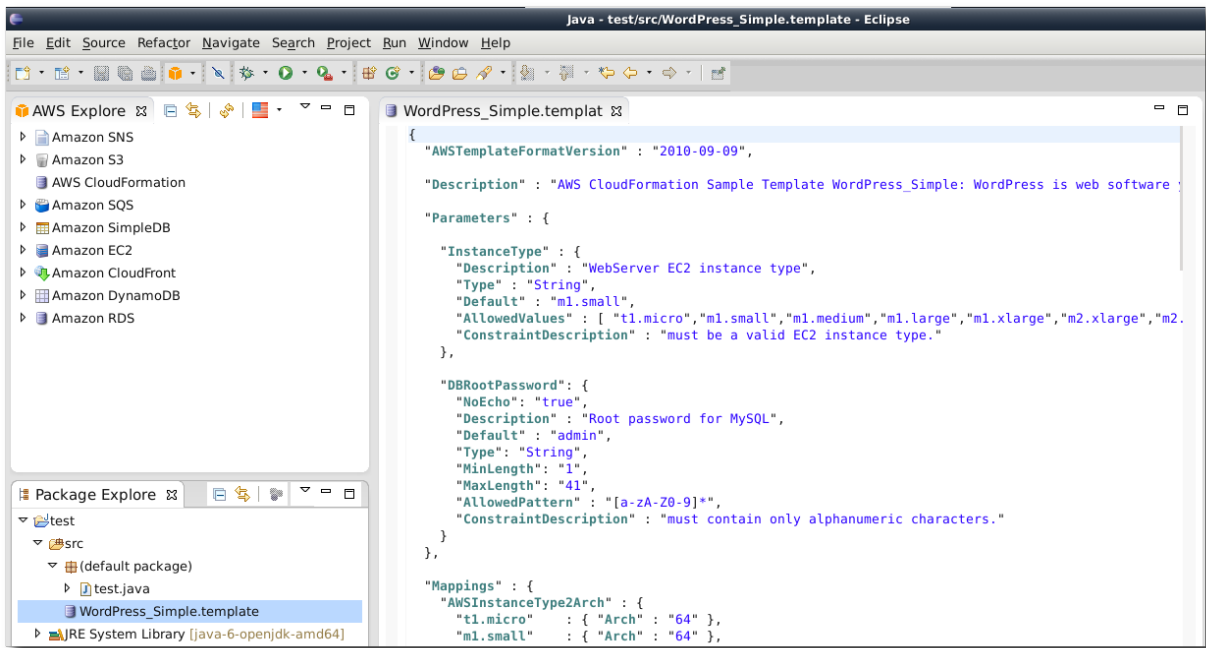 Java - test/src/WordPress_Simple.template - Eclipse
File Edit Source Refactor Navigate Search Project Run Window Help
AWS Explore
Amazon SNS
Amazon S3
AWS CloudFormation
Amazon SQS
Amazon SimpleDB
Amazon EC2
Amazon CloudFront
Amazon DynamoDB
Amazon RDS
Package Explore
test
src
(default package)
test.java
WordPress_Simple.template
JRE System Library [java-6-openjdk-amd64]
WordPress_Simple.templat
{
"AWSTemplateFormatVersion" : "2010-09-09",
"Description" : "AWS CloudFormation Sample Template WordPress_Simple: WordPress is web software
"Parameters" : {
"InstanceType" : {
"Description" : "WebServer EC2 instance type",
"Type" : "String",
"Default" : "m1.small",
"AllowedValues" : [ "t1.micro","m1.small","m1.medium","m1.large","m1.xlarge","m2.xlarge","m2.
"ConstraintDescription" : "must be a valid EC2 instance type."
},
"DBRootPassword": {
"NoEcho": "true",
"Description" : "Root password for MySQL",
"Default" : "admin",
"Type": "String",
"MinLength": "1",
"MaxLength": "41",
"AllowedPattern" : "[a-zA-Z0-9]*",
"ConstraintDescription" : "must contain only alphanumeric characters."
}
},
"Mappings" : {
"AWSInstanceType2Arch" : {
"t1.micro" : { "Arch" : "64" },
"m1.small" : { "Arch" : "64" },